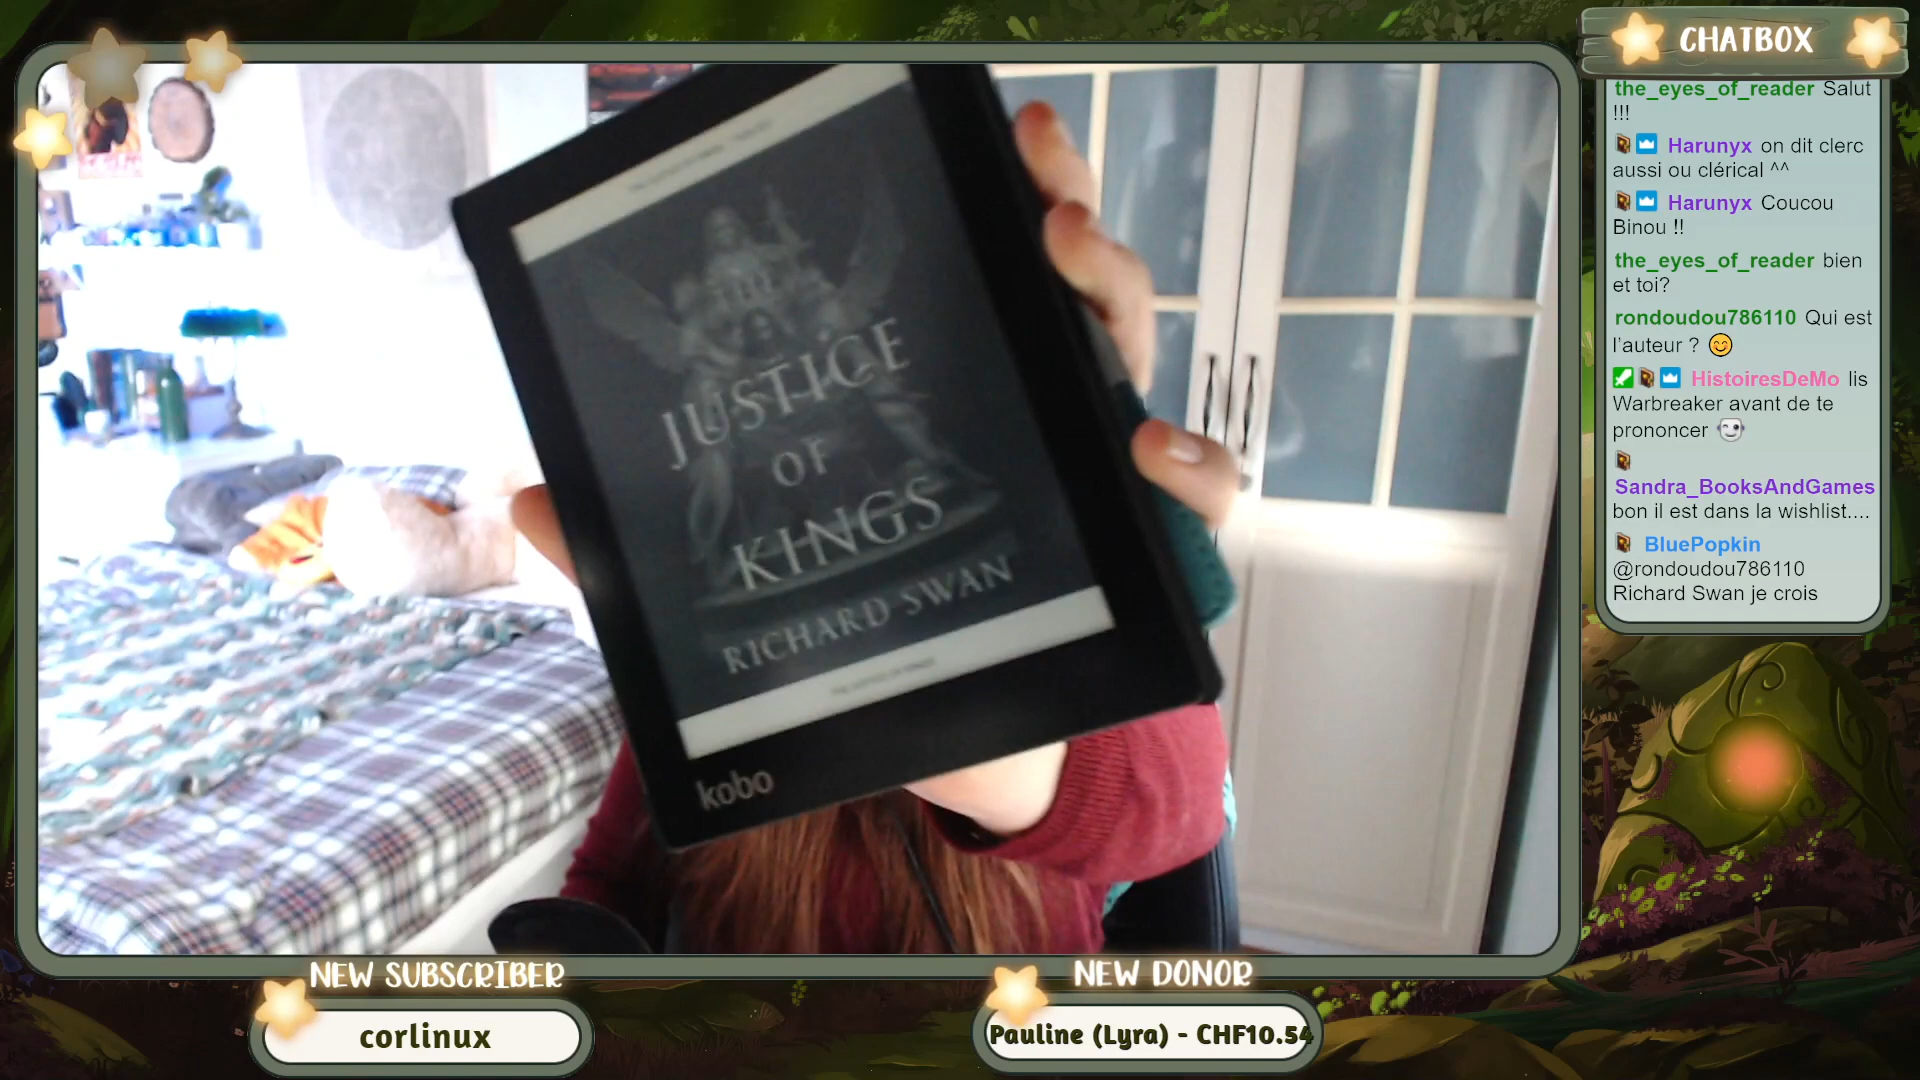 CHATBOX
the_eyes_of_reader Salut
!!!
Harunyx on dit clerc
aussi ou clérical ^^
Harunyx Coucou
Binou !!
the_eyes_of_reader bien
et toi?
rondoudou786110 Qui est
l'auteur ? 😊
HistoiresDeMo lis
Warbreaker avant de te
prononcer
Sandra_BooksAndGames
bon il est dans la wishlist....
BluePopkin
@rondoudou786110
Richard Swan je crois
JUSTICE
OF
KINGS
RICHARD SWAN
kobo
NEW SUBSCRIBER
corlinux
NEW DONOR
Pauline (Lyra) - CHF10.54